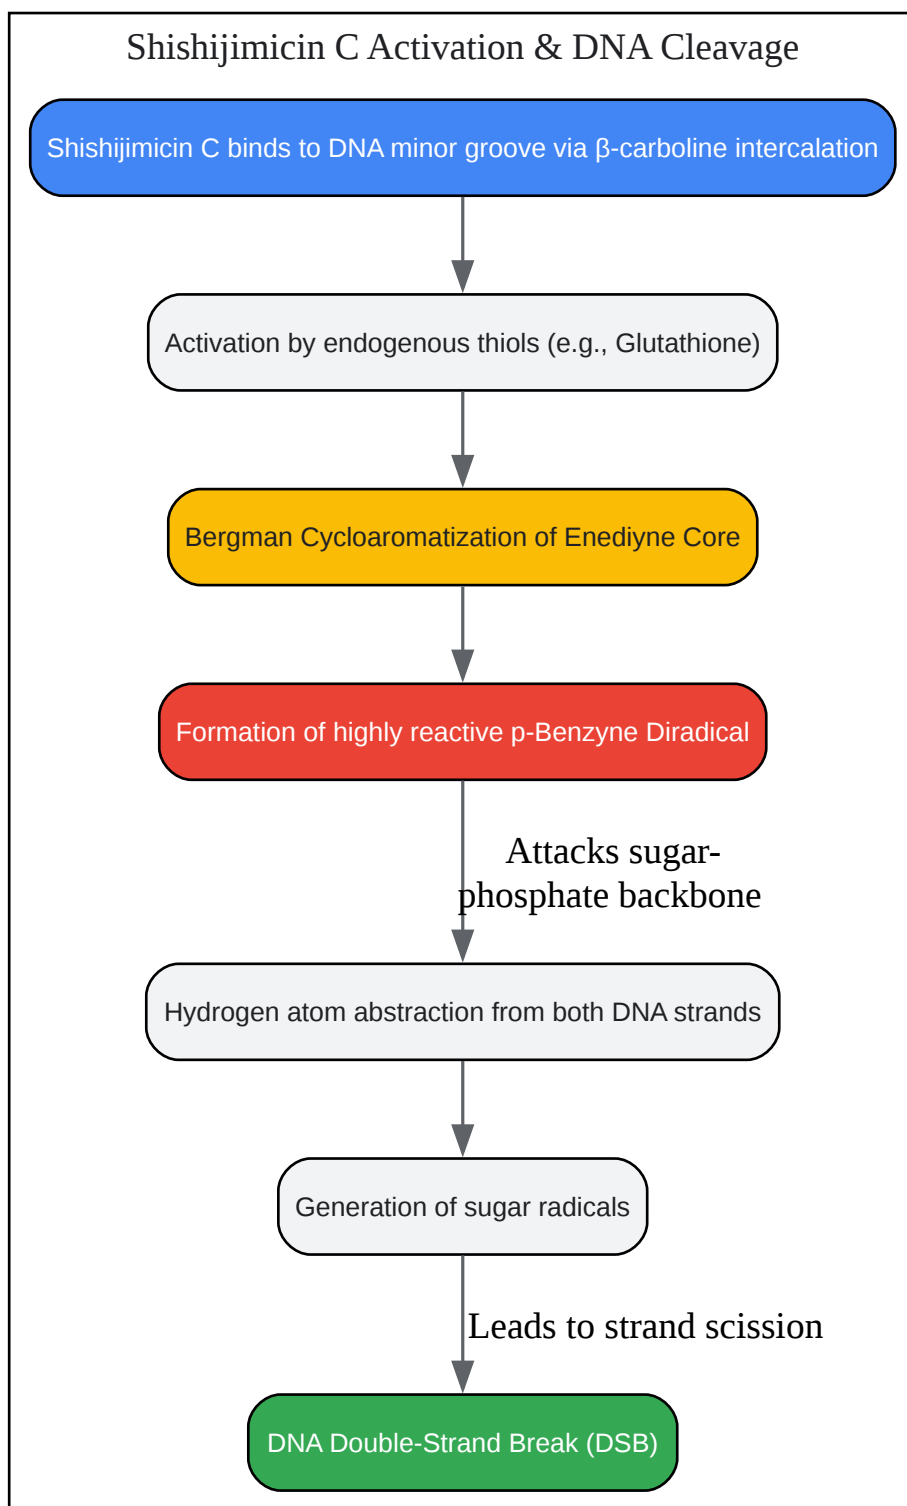 Shishijimicin C Activation & DNA Cleavage
Shishijimicin C binds to DNA minor groove via β-carboline intercalation
Activation by endogenous thiols (e.g., Glutathione)
Bergman Cycloaromatization of Enediyne Core
Formation of highly reactive p-Benzyne Diradical
Attacks sugar-
phosphate backbone
Hydrogen atom abstraction from both DNA strands
Generation of sugar radicals
Leads to strand scission
DNA Double-Strand Break (DSB)